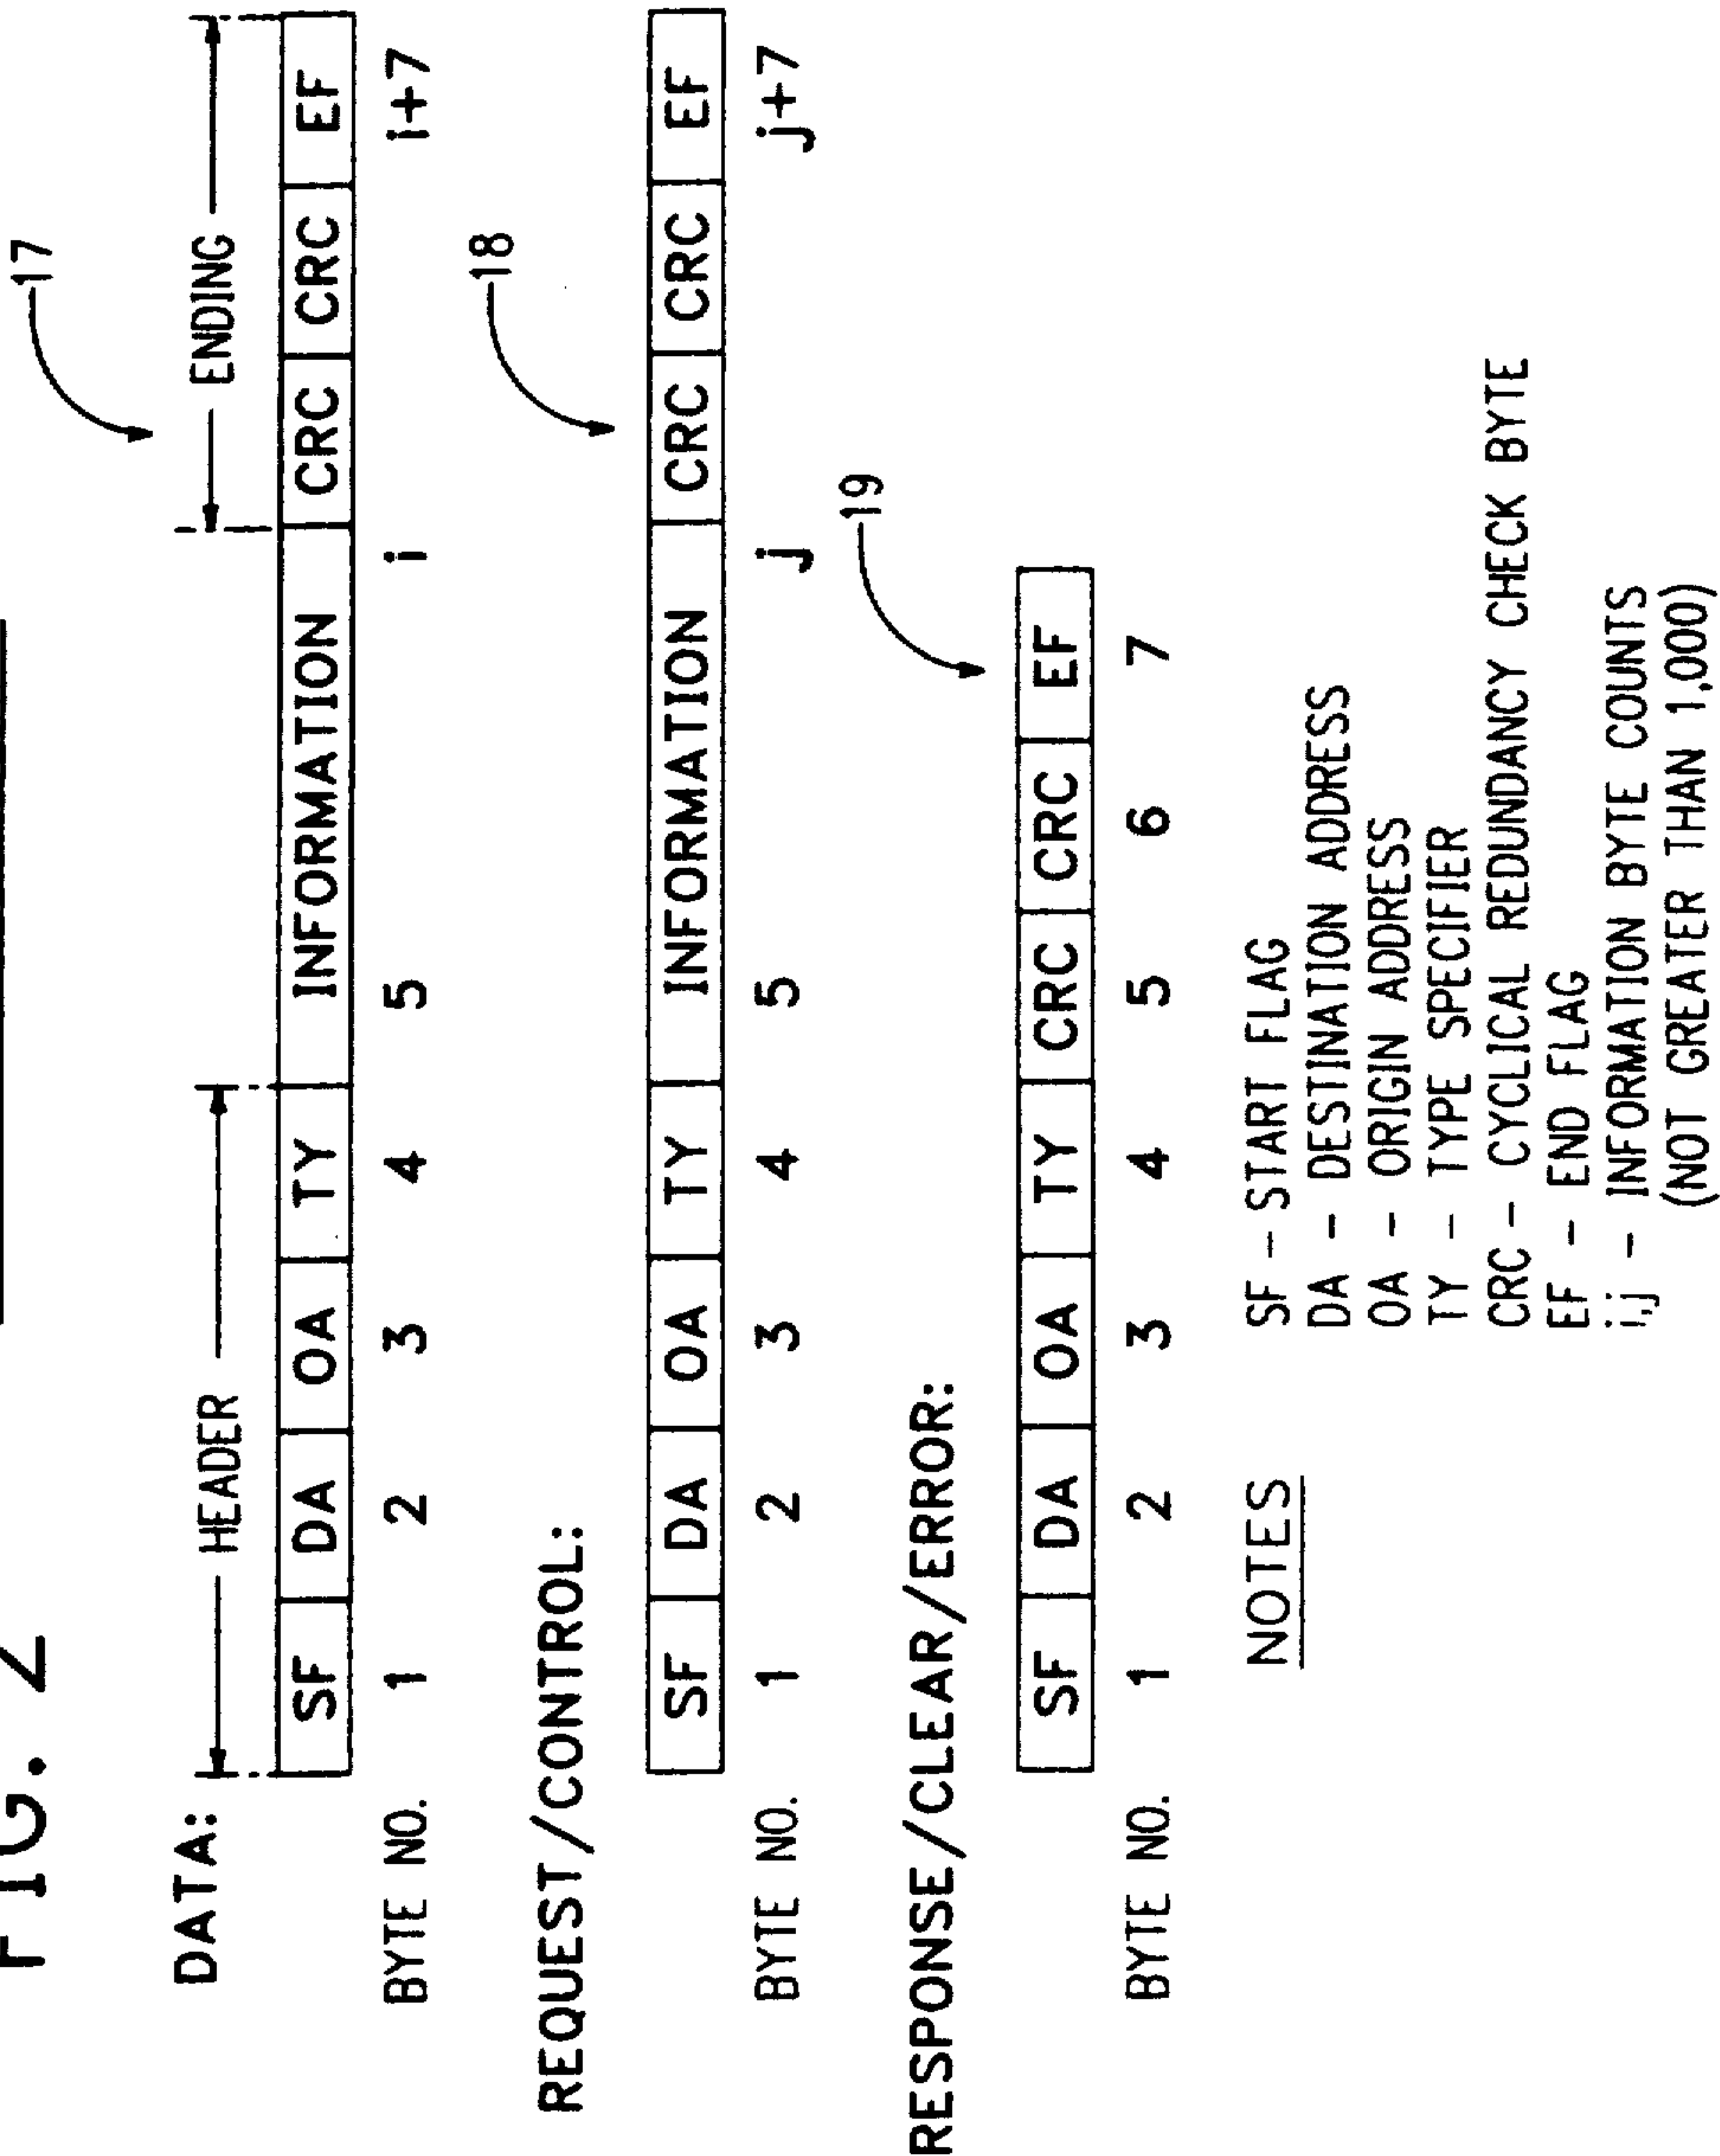 FIG. 2
17
DATA:
HEADER
ENDING
SF DA OA TY INFORMATION CRC CRC EF
BYTE NO. 1 2 3 4 5 i i+7
REQUEST/CONTROL:
18
SF DA OA TY INFORMATION CRC CRC EF
BYTE NO. 1 2 3 4 5 j j+7
RESPONSE/CLEAR/ERROR:
19
SF DA OA TY CRC CRC EF
BYTE NO. 1 2 3 4 5 6 7
NOTES
SF - START FLAG
DA - DESTINATION ADDRESS
OA - ORIGIN ADDRESS
TY - TYPE SPECIFIER
CRC - CYCLICAL REDUNDANCY CHECK BYTE
EF - END FLAG
i,j - INFORMATION BYTE COUNTS
(NOT GREATER THAN 1,000)